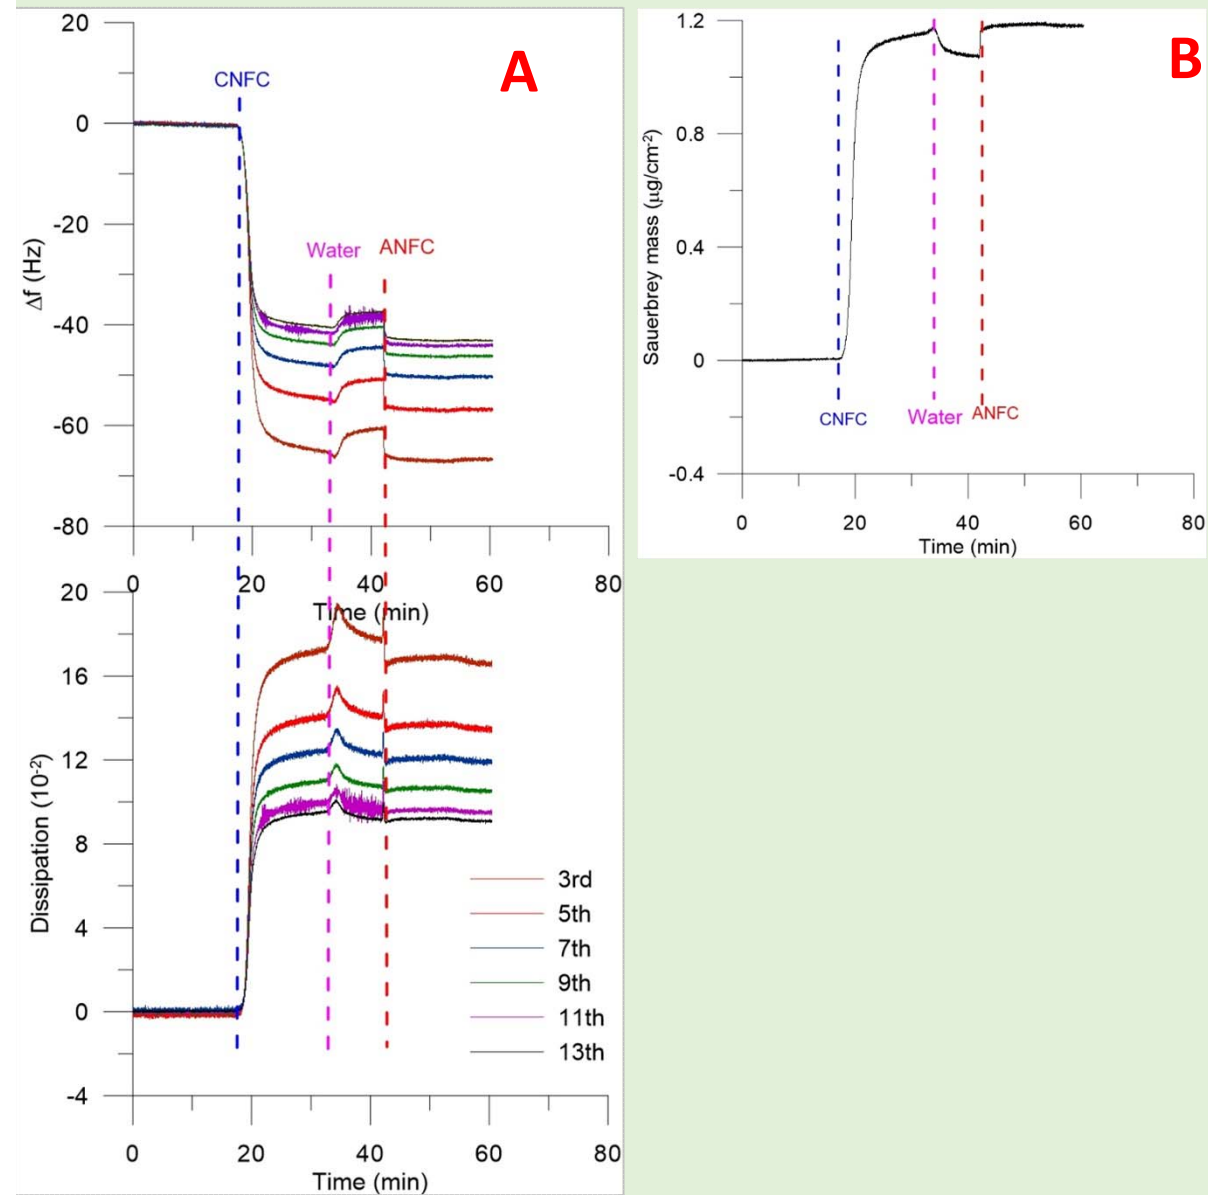 A
20
0
-20
-40
-60
-80
Δf (Hz)
CNFC
Water
ANFC
0 20 40 60 80
Time (min)
20
16
12
8
4
0
-4
Dissipation (10-2)
3rd
5th
7th
9th
11th
13th
0 20 40 60 80
Time (min)
B
1.2
0.8
0.4
0
-0.4
Sauerbrey mass (μg/cm-2)
CNFC Water ANFC
0 20 40 60 80
Time (min)